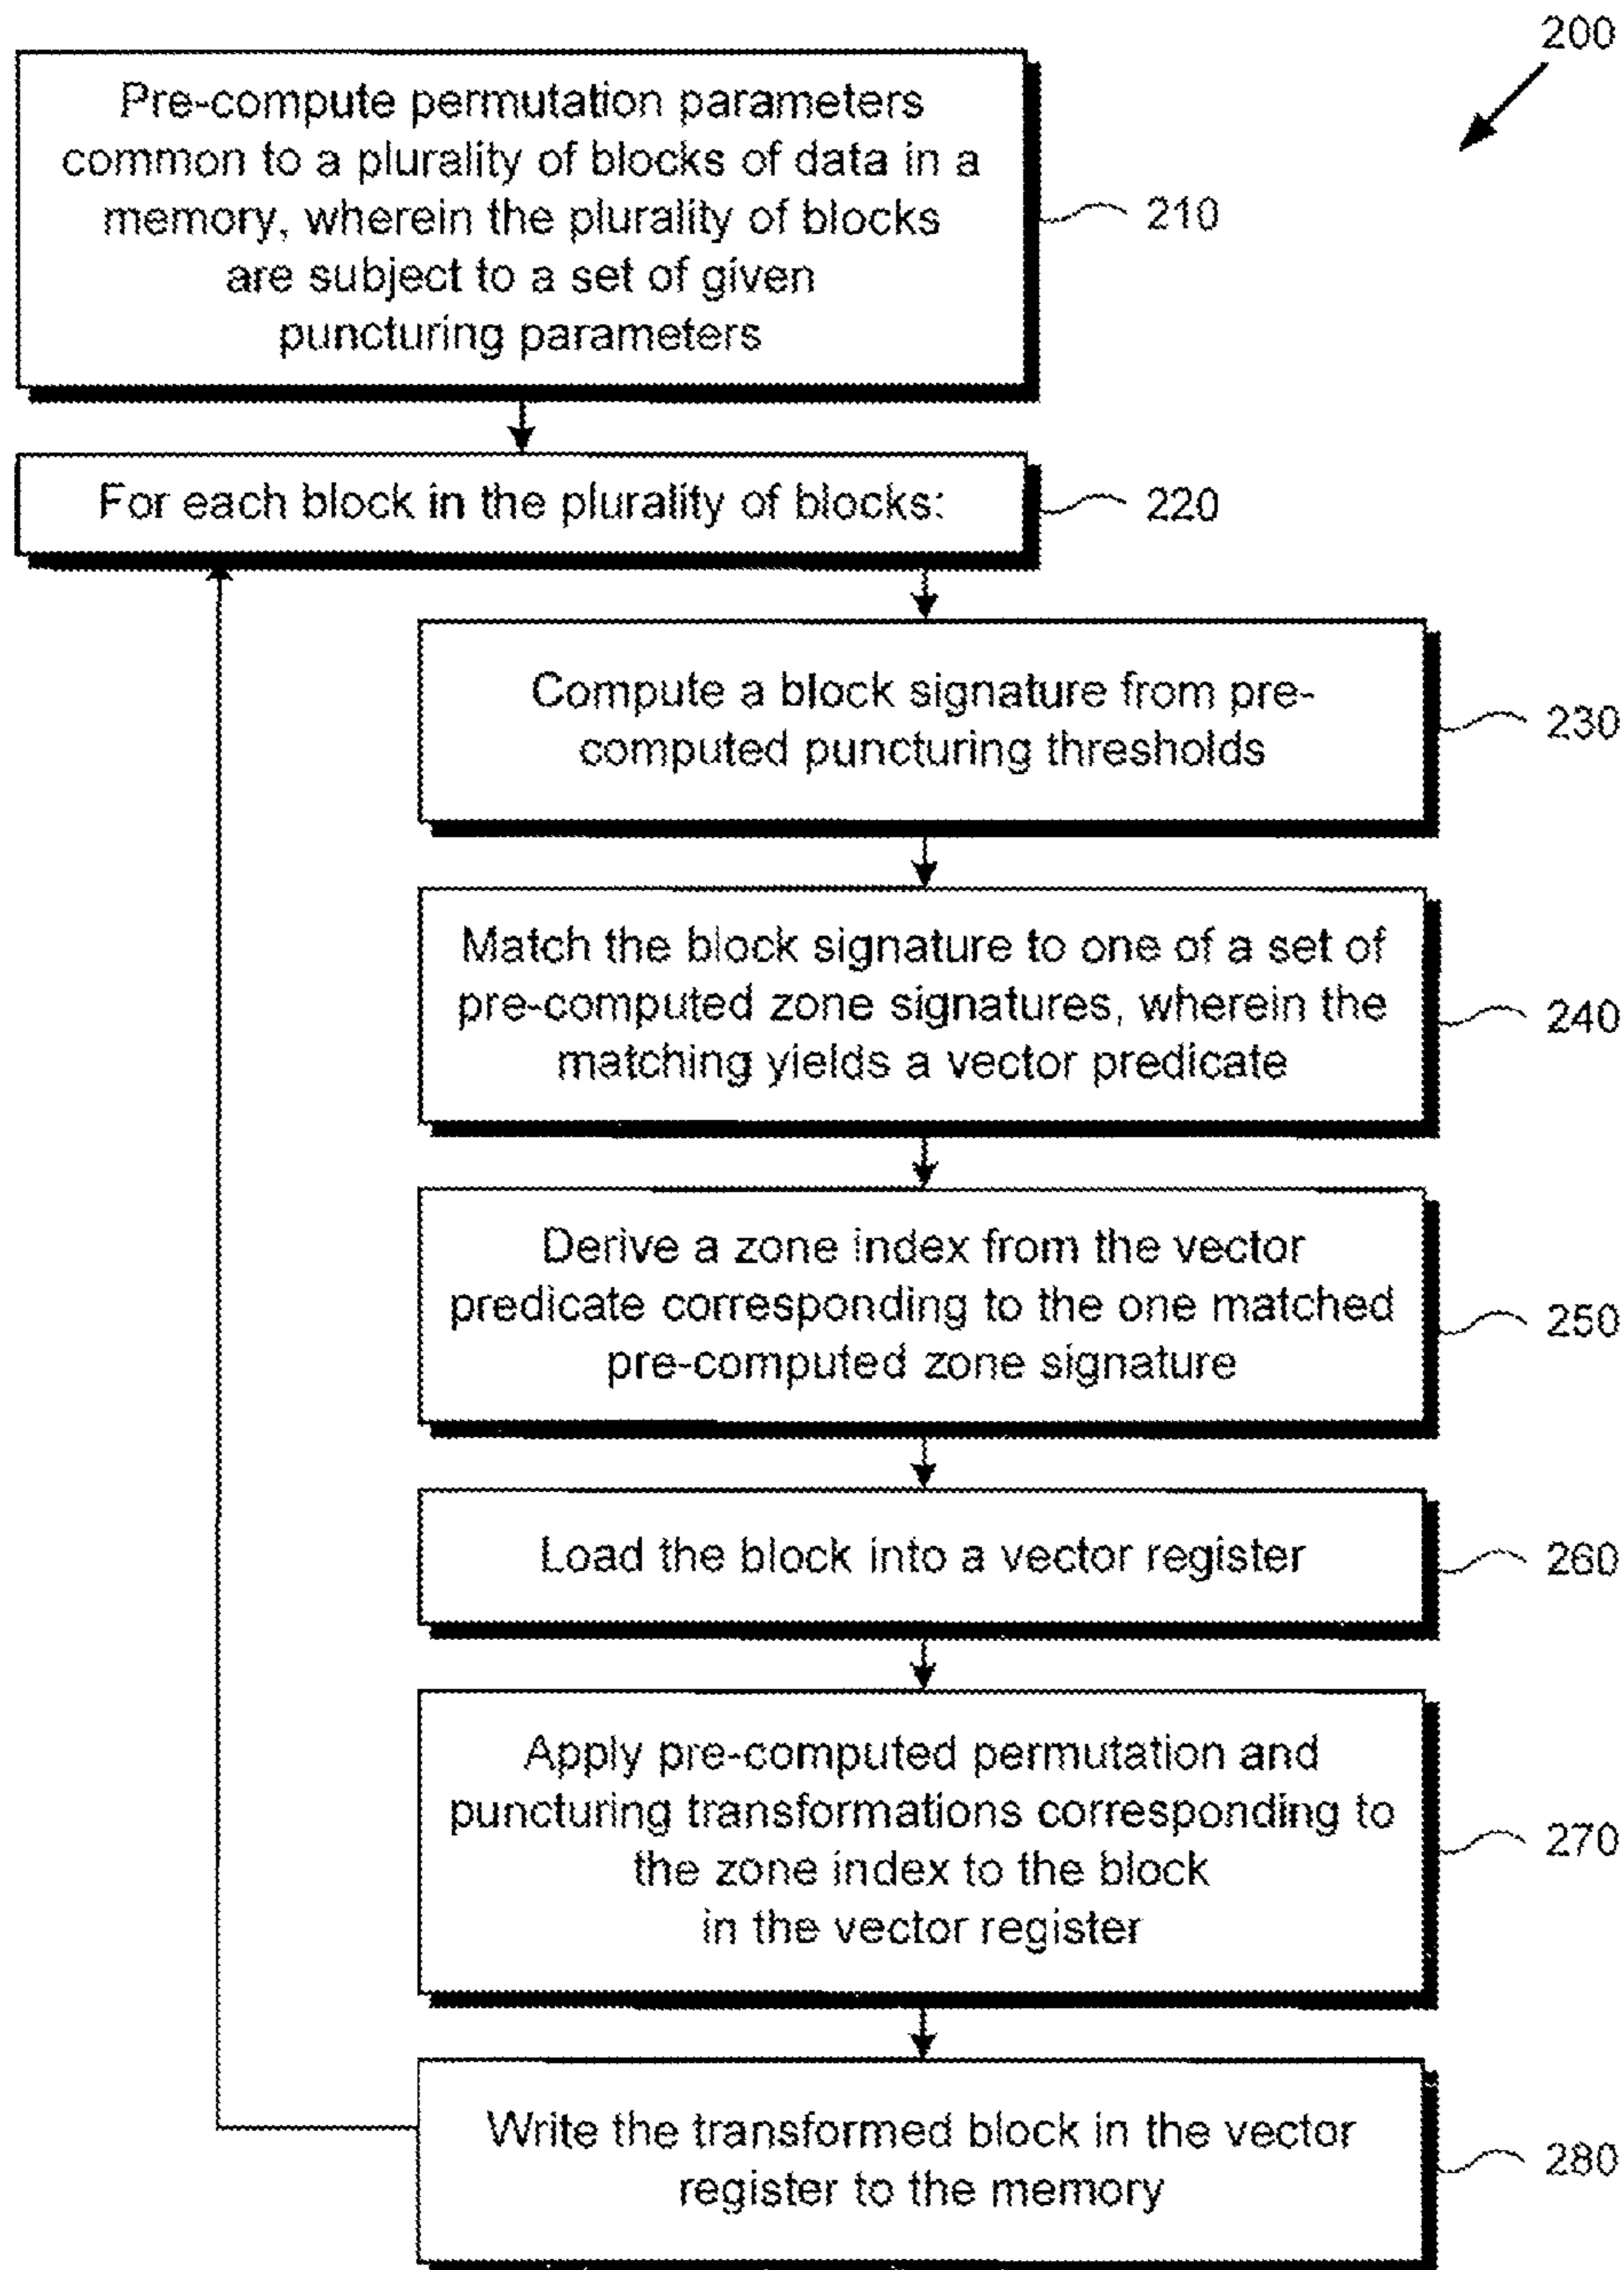 200
Pre-compute permutation parameters
common to a plurality of blocks of data in a
memory, wherein the plurality of blocks
are subject to a set of given
puncturing parameters
210
For each block in the plurality of blocks:
220
Compute a block signature from pre-
computed puncturing thresholds
230
Match the block signature to one of a set of
pre-computed zone signatures, wherein the
matching yields a vector predicate
240
Derive a zone index from the vector
predicate corresponding to the one matched
pre-computed zone signature
250
Load the block into a vector register
260
Apply pre-computed permutation and
puncturing transformations corresponding to
the zone index to the block
in the vector register
270
Write the transformed block in the vector
register to the memory
280